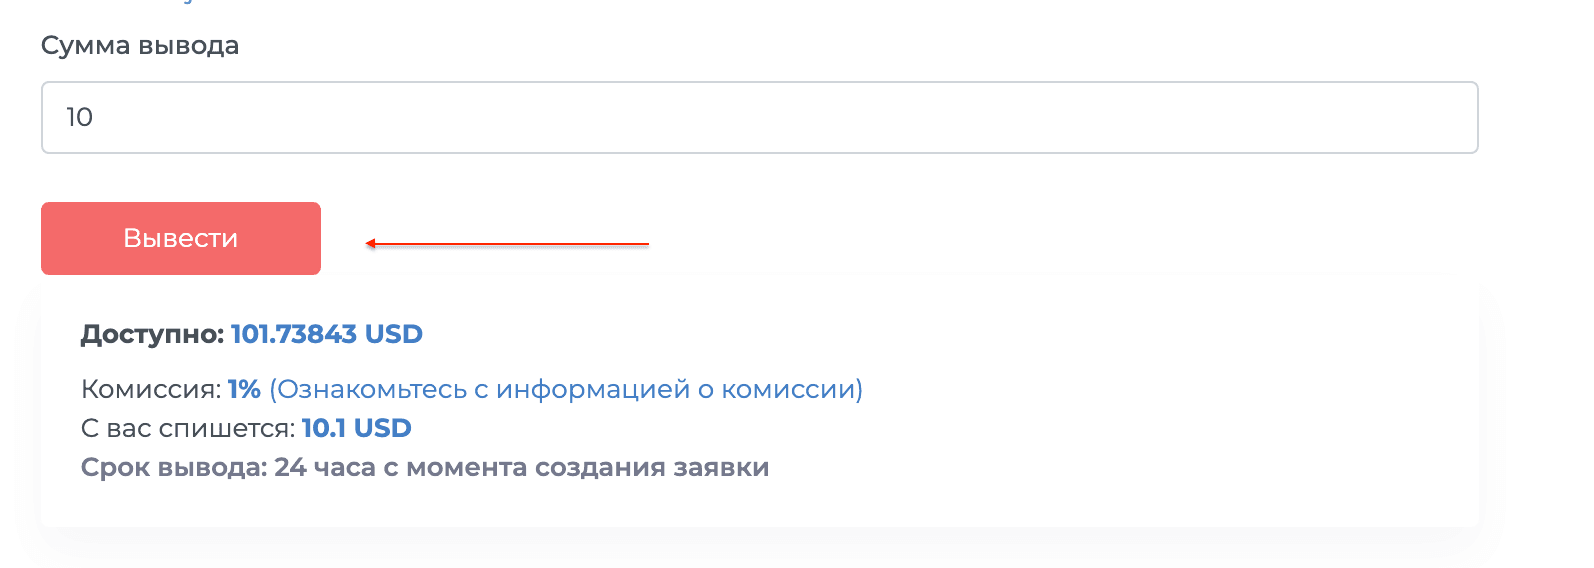 Сумма вывода
10
Вывести
Доступно: 101.73843 USD
Комиссия: 1% (Ознакомьтесь с информацией о комиссии)
С вас спишется: 10.1 USD
Срок вывода: 24 часа с момента создания заявки